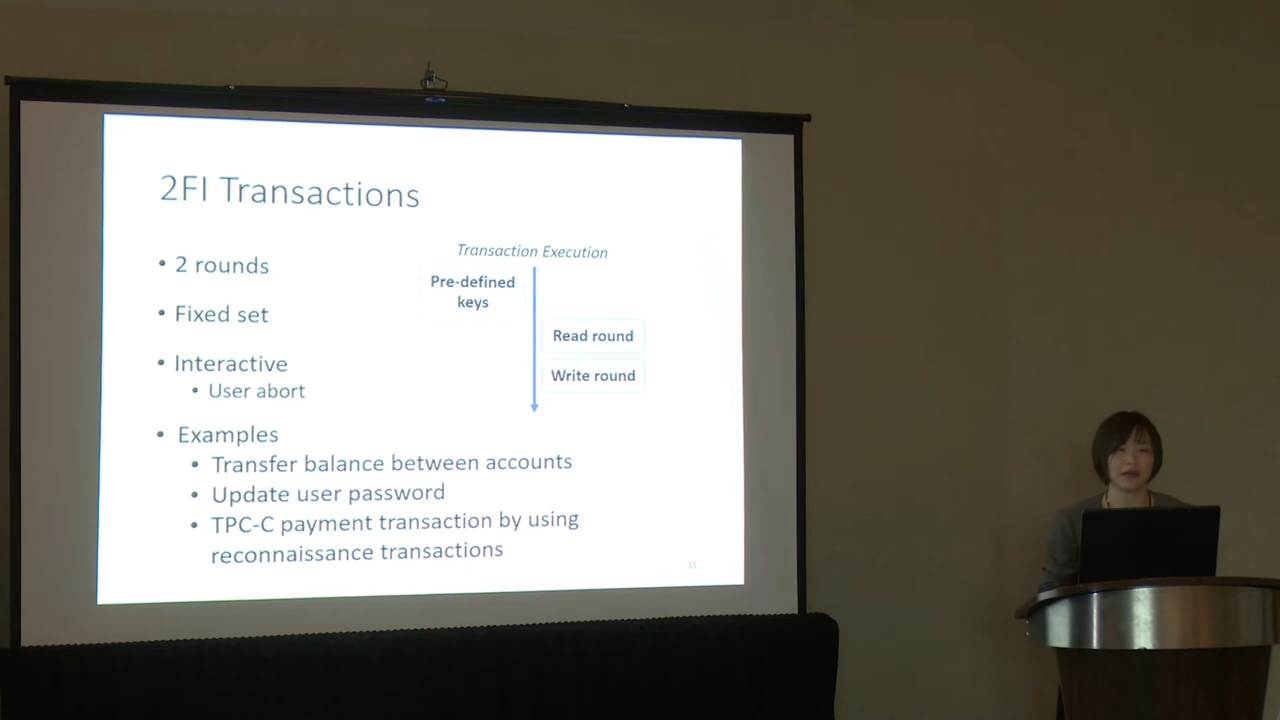 2FI Transactions
• 2 rounds
• Fixed set
• Interactive
• User abort
• Examples
• Transfer balance between accounts
• Update user password
• TPC-C payment transaction by using
reconnaissance transactions
Transaction Execution
Pre-defined
keys
Read round
Write round
31